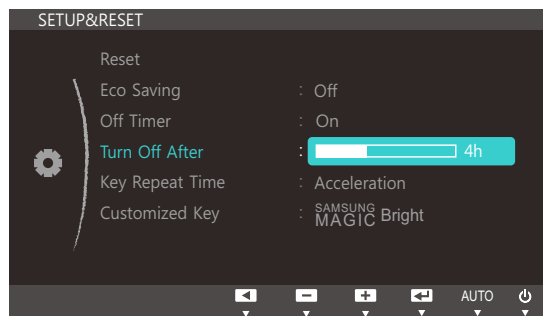 SETUP&RESET
Reset
Eco Saving : Off
Off Timer : On
Turn Off After : 4h
Key Repeat Time : Acceleration
Customized Key : SAMSUNG MAGIC Bright
AUTO